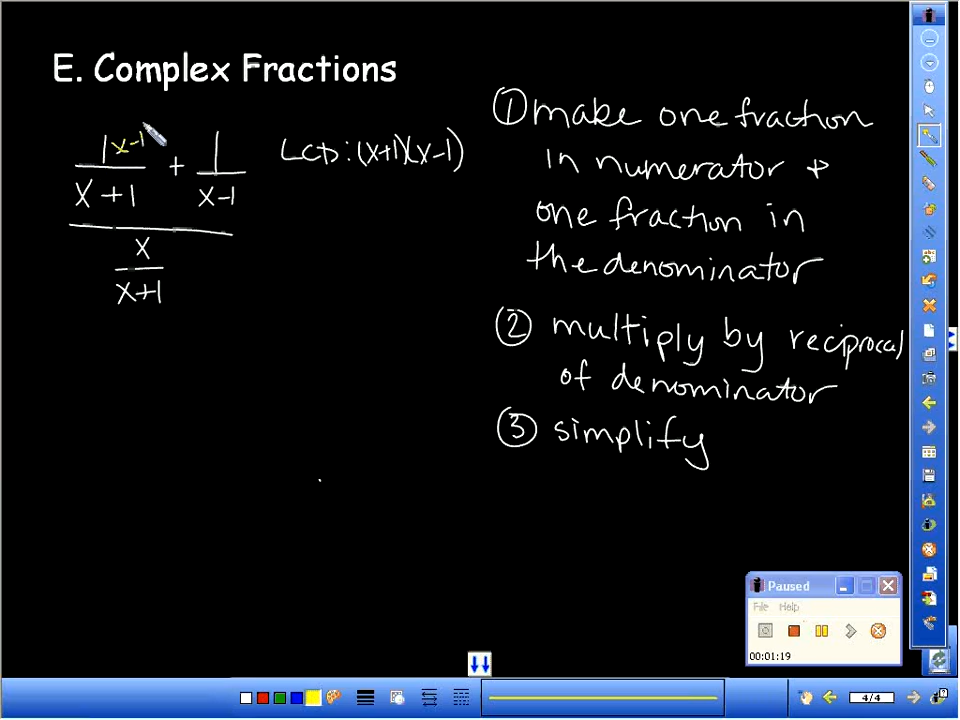 E. Complex Fractions
1 x-1
x+1
+
1
x-1
x
x+1
LCD: (x+1)(x-1)
① make one fraction
in numerator &
one fraction in
the denominator
② multiply by reciprocal
of denominator
③ simplify
Paused
File Help
00:01:19
4/4